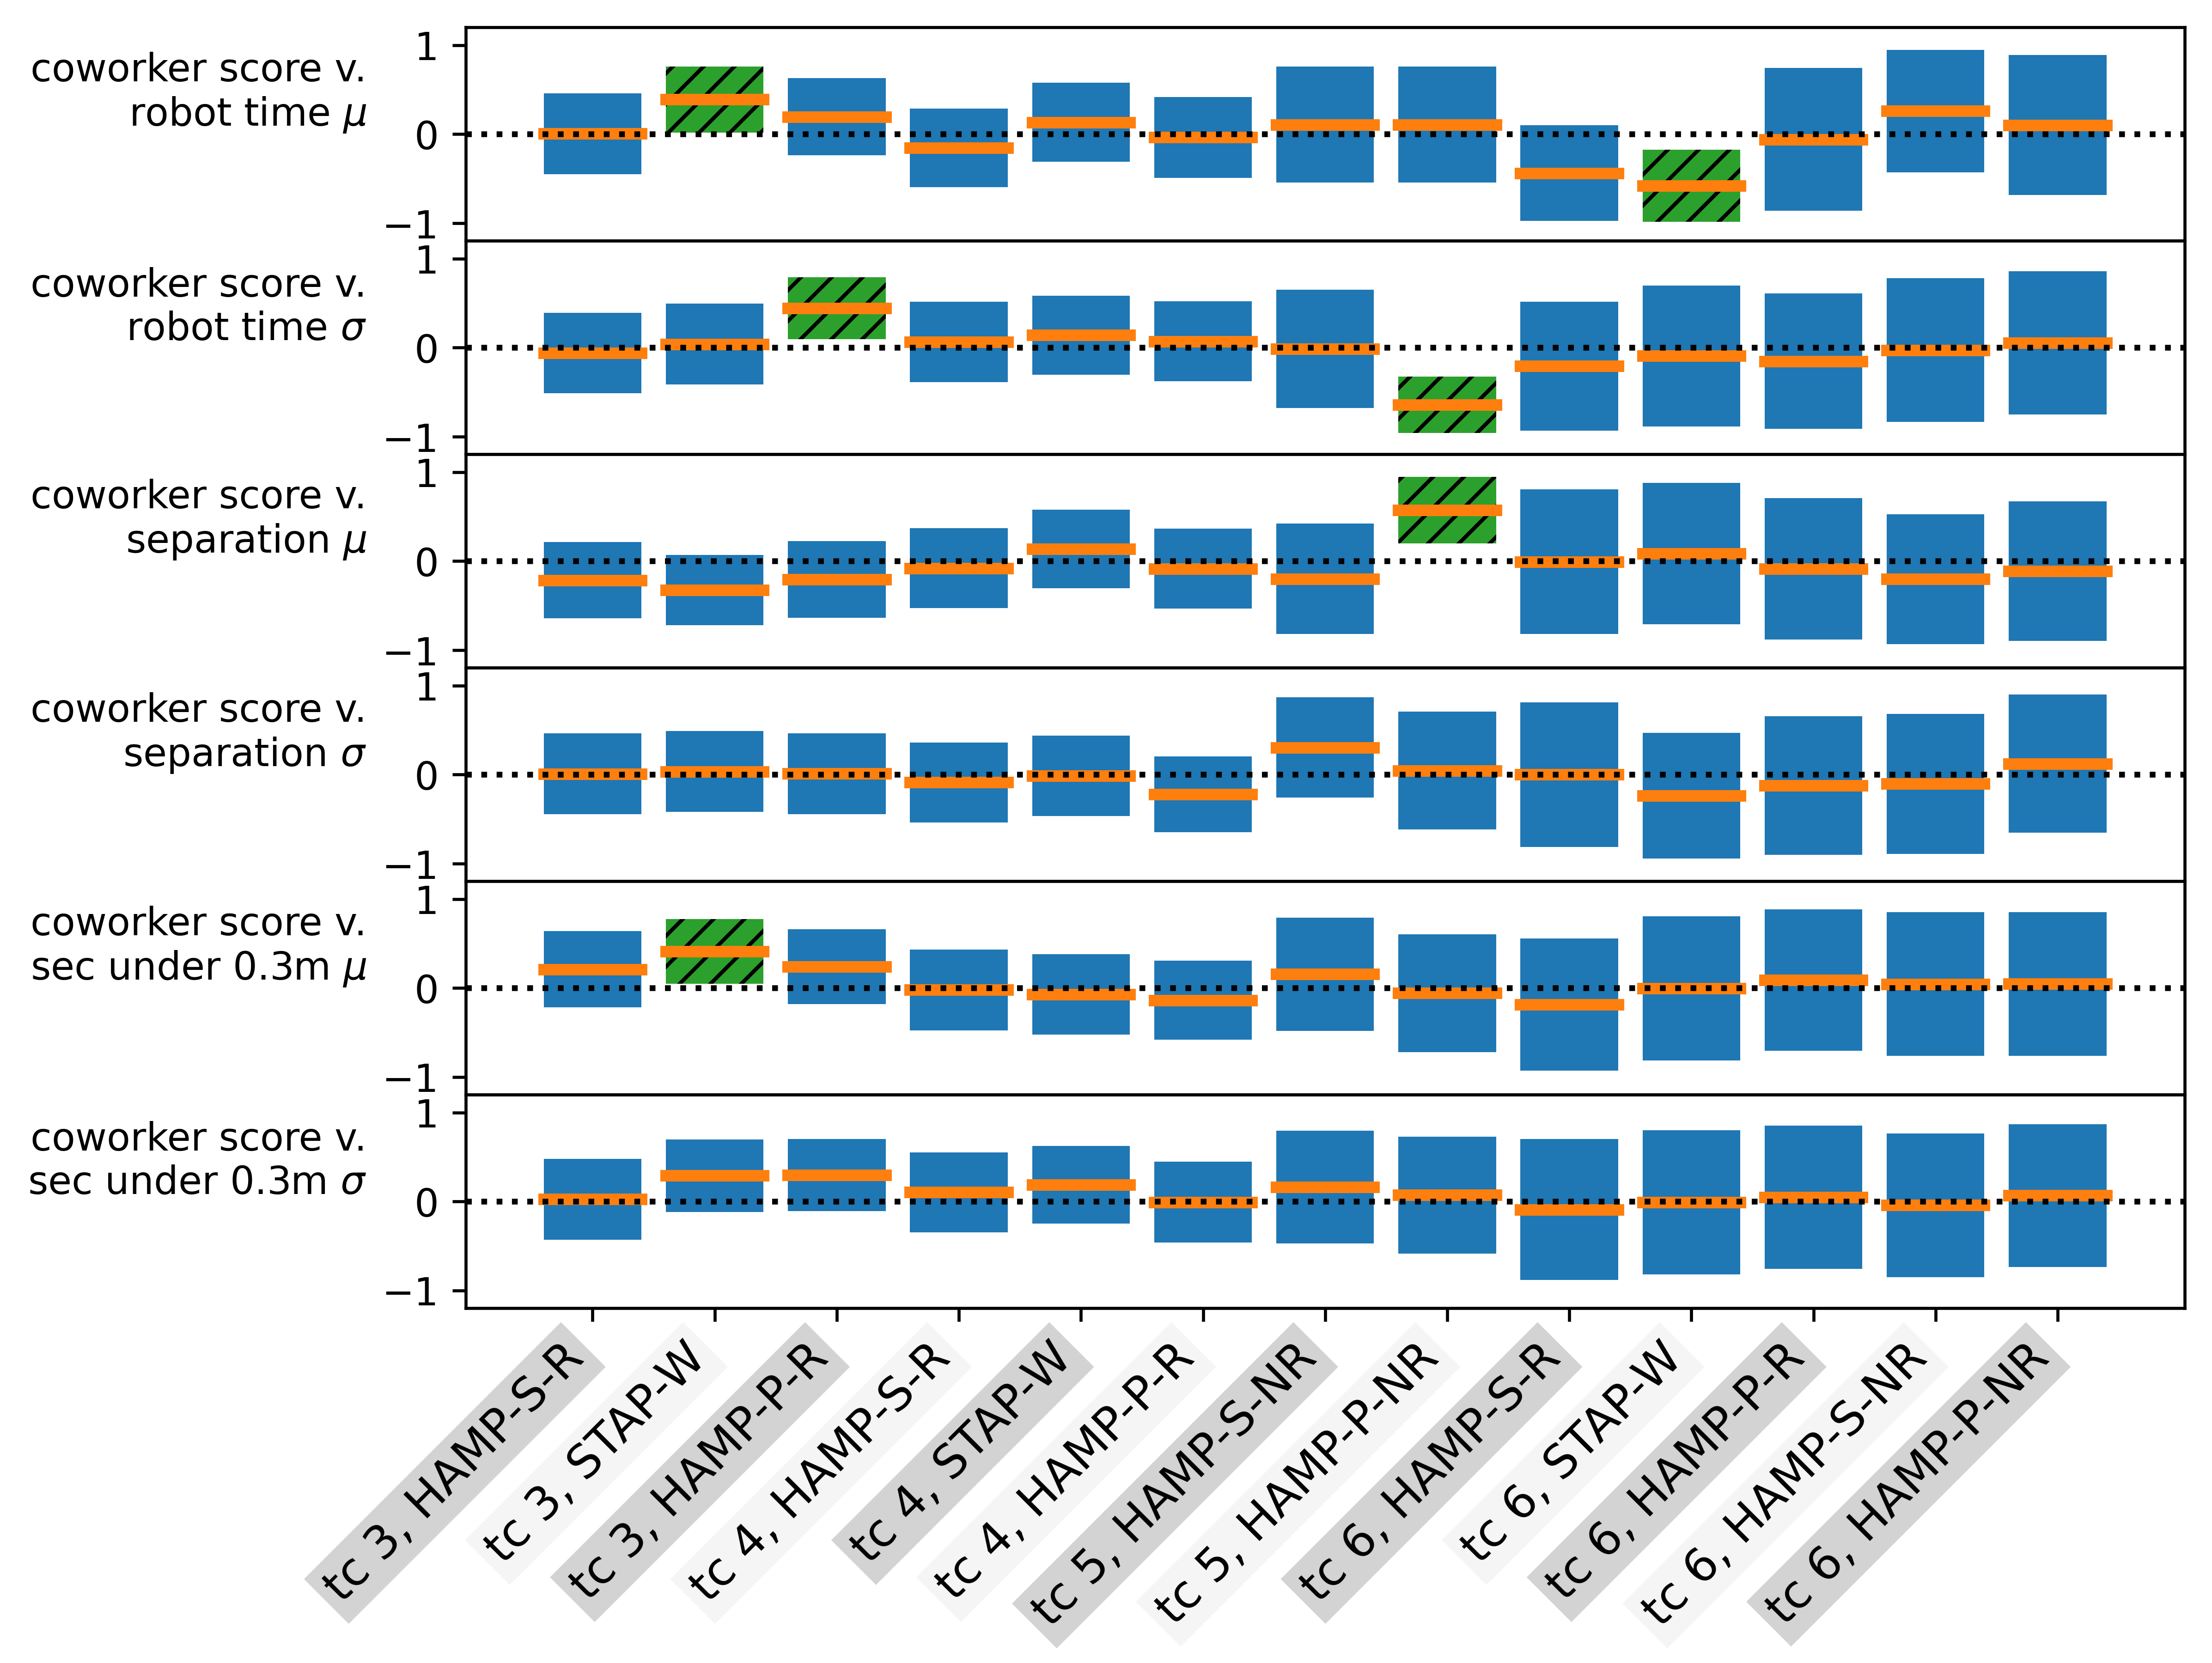 coworker score v.
robot time μ
1
0
−1
coworker score v.
robot time σ
1
0
−1
coworker score v.
separation μ
1
0
−1
coworker score v.
separation σ
1
0
−1
coworker score v.
sec under 0.3m μ
1
0
−1
coworker score v.
sec under 0.3m σ
1
0
−1
tc 3, HAMP-S-R
tc 3, STAP-W
tc 3, HAMP-P-R
tc 4, HAMP-S-R
tc 4, STAP-W
tc 4, HAMP-P-R
tc 5, HAMP-S-NR
tc 5, HAMP-P-NR
tc 6, HAMP-S-R
tc 6, STAP-W
tc 6, HAMP-P-R
tc 6, HAMP-S-NR
tc 6, HAMP-P-NR